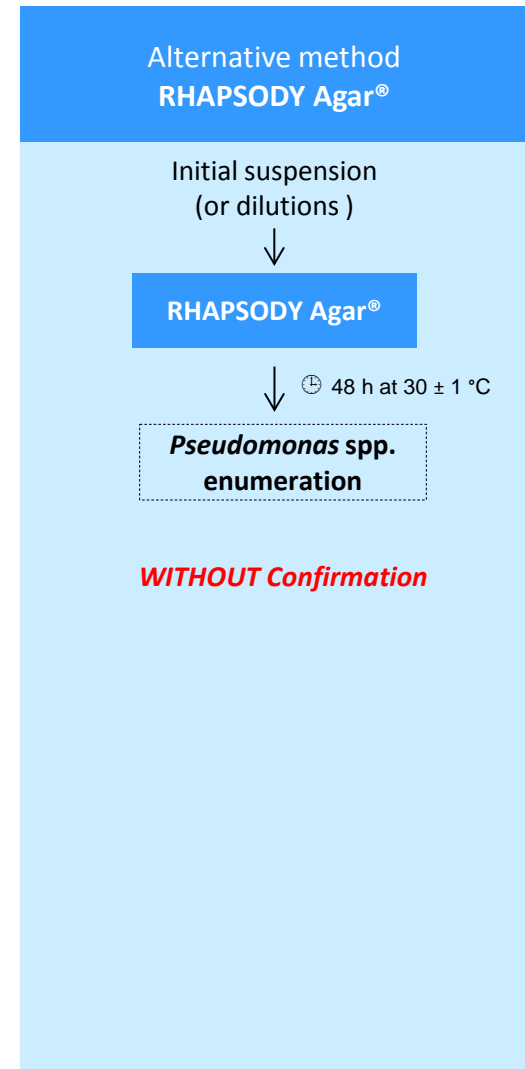 Alternative method
RHAPSODY Agar®
Initial suspension
(or dilutions )
RHAPSODY Agar®
48 h at 30 ± 1 °C
Pseudomonas spp.
enumeration
WITHOUT Confirmation